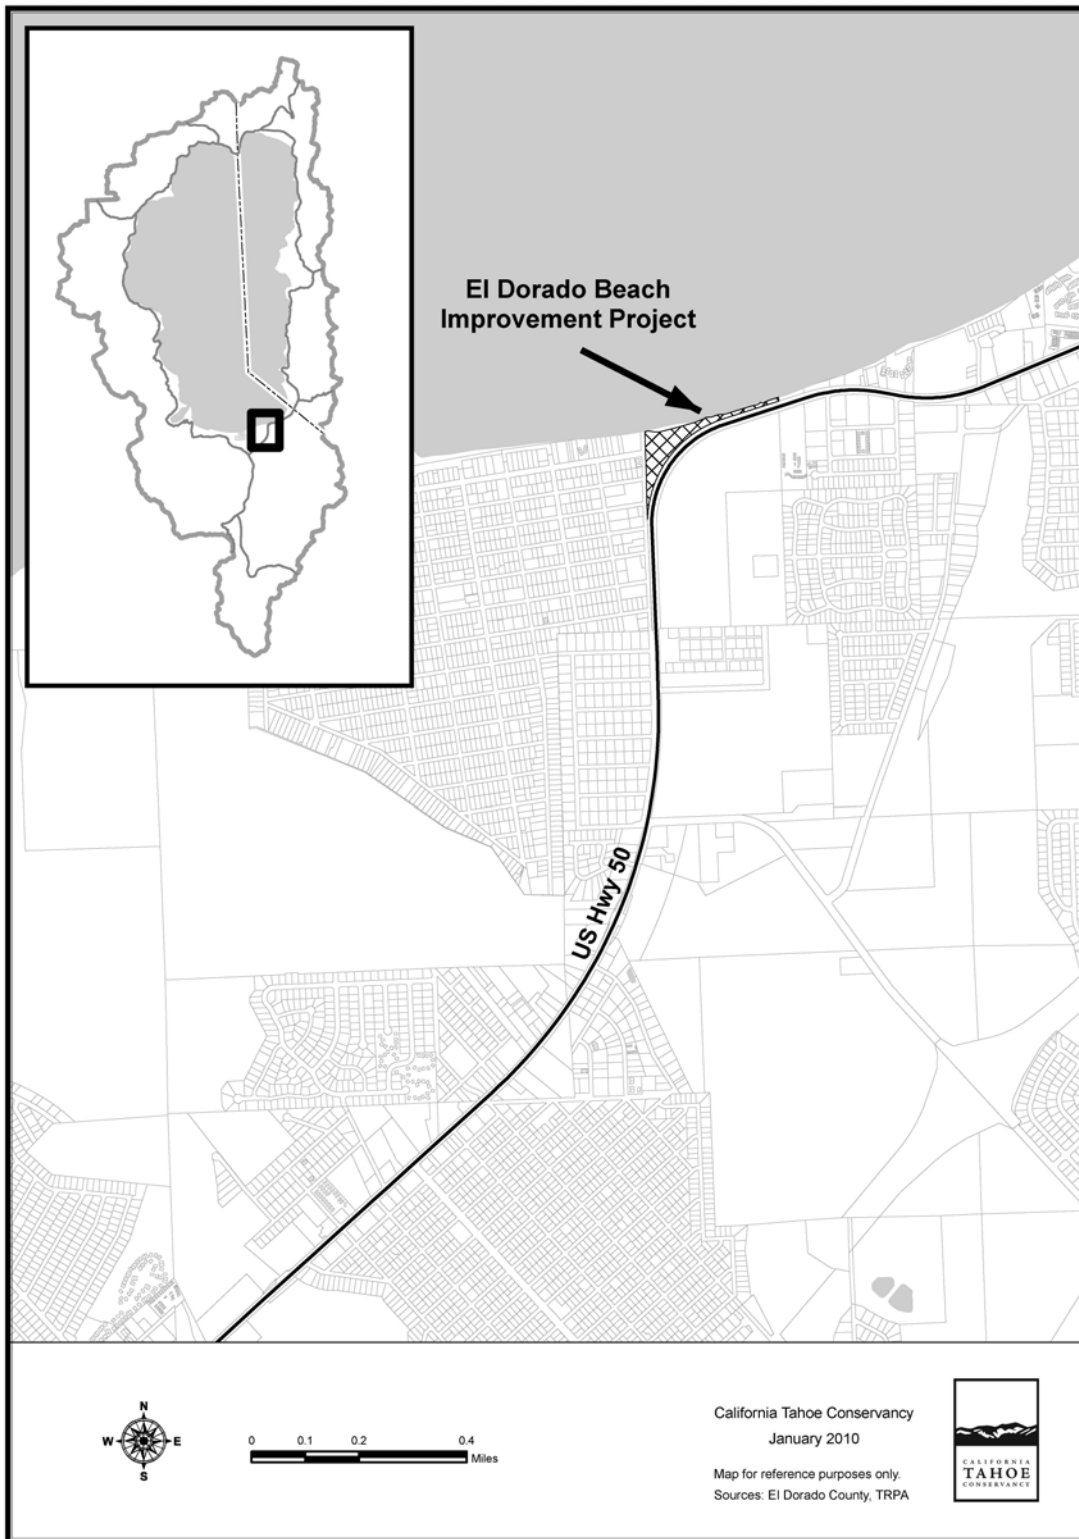 El Dorado Beach
Improvement Project
US Hwy 50
N
W
E
S
0 0.1 0.2 0.4
Miles
California Tahoe Conservancy
January 2010
Map for reference purposes only.
Sources: El Dorado County, TRPA
CALIFORNIA
TAHOE
CONSERVANCY